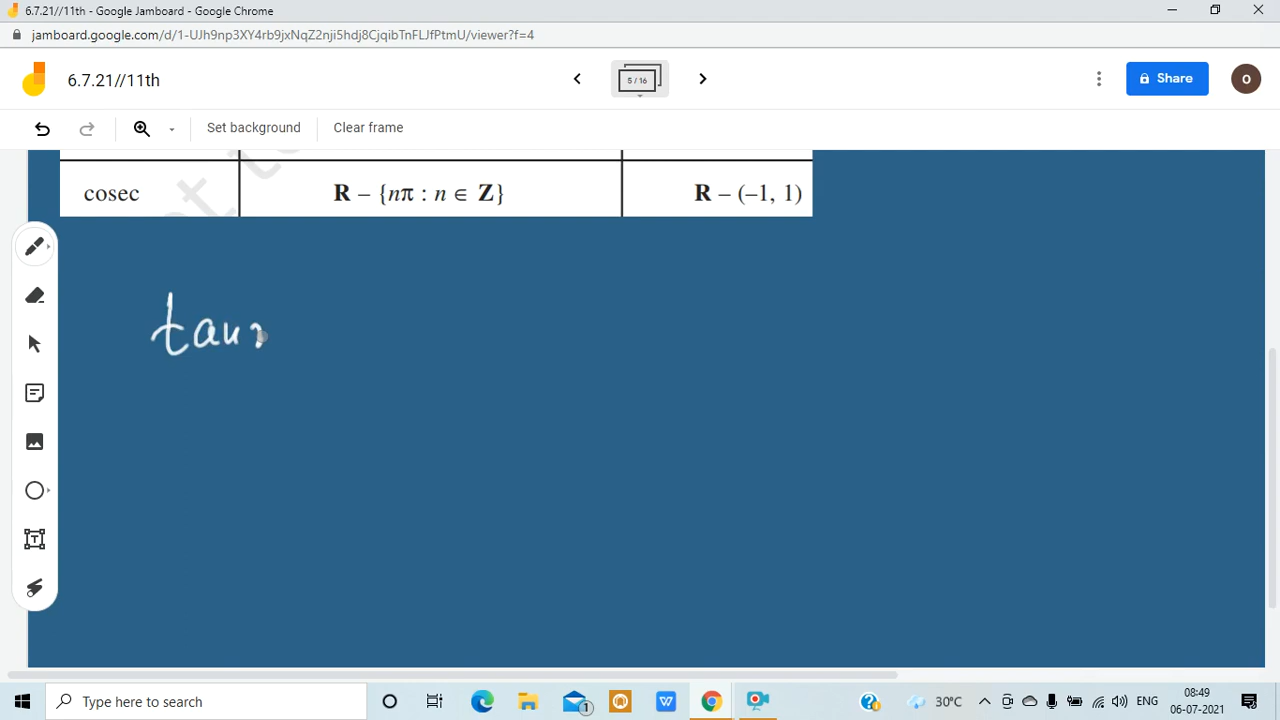 6.7.21//11th - Google Jamboard - Google Chrome
jamboard.google.com/d/1-UJh9np3XY4rb9jxNqZ2nji5hdj8CjqibTnFLJfPtmU/viewer?f=4
6.7.21//11th
5 / 16
Share
O
Set background
Clear frame
cosec R – {nπ : n ∈ Z} R – (–1, 1)
tan
Type here to search
1
30°C
ENG
08:49
06-07-2021